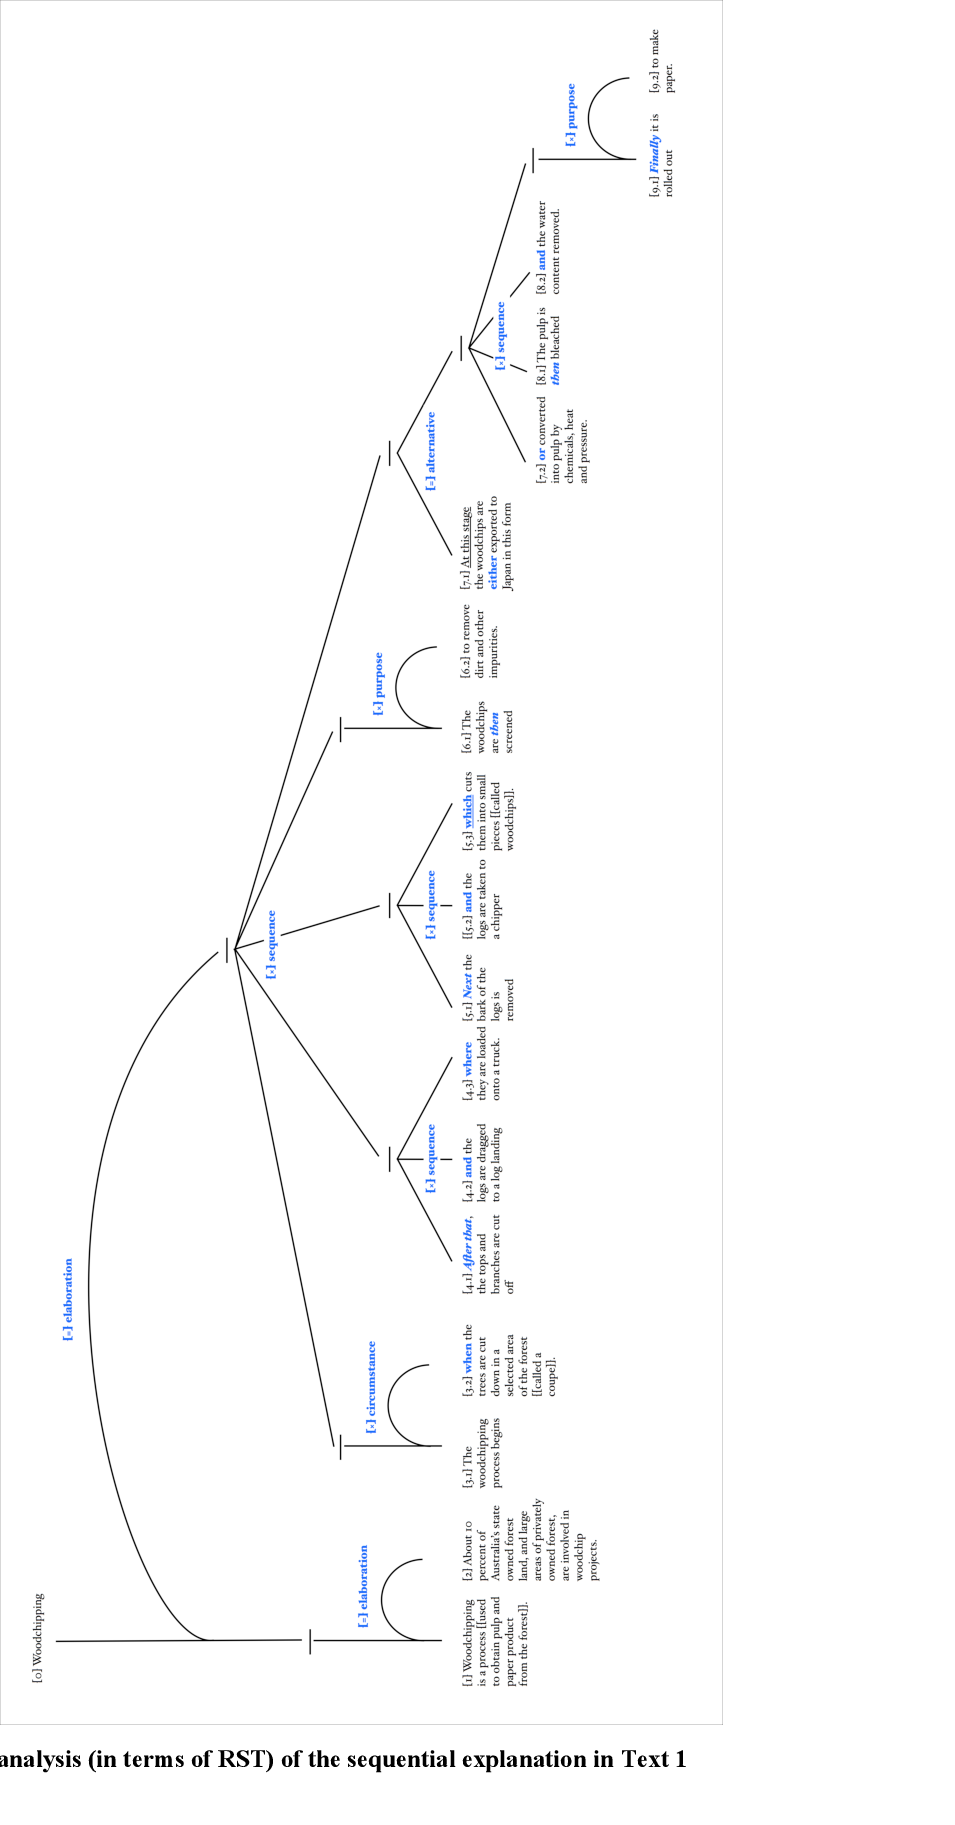 [0] Woodchipping
[=] elaboration
[×] sequence
[=] elaboration
[1] Woodchipping
is a process [[used
to obtain pulp and
paper product
from the forest]].
[2] About 10
percent of
Australia's state
owned forest
land, and large
areas of privately
owned forest,
are involved in
woodchip
projects.
[×] circumstance
[3.1] The
woodchipping
process begins
[3.2] when the
trees are cut
down in a
selected area
of the forest
[[called a
coupe]].
[×] sequence
[4.1] After that,
the tops and
branches are cut
off
[4.2] and the
logs are dragged
to a log landing
[4.3] where
they are loaded
onto a truck.
[×] sequence
[5.1] Next the
bark of the
logs is
removed
[[5.2] and the
logs are taken to
a chipper
[5.3] which cuts
them into small
pieces [[called
woodchips]].
[×] purpose
[6.1] The
woodchips
are then
screened
[6.2] to remove
dirt and other
impurities.
[=] alternative
[7.1] At this stage
the woodchips are
either exported to
Japan in this form
[×] sequence
[7.2] or converted
into pulp by
chemicals, heat
and pressure.
[8.1] The pulp is
then bleached
[8.2] and the water
content removed.
[×] purpose
[9.1] Finally it is
rolled out
[9.2] to make
paper.
analysis (in terms of RST) of the sequential explanation in Text 1